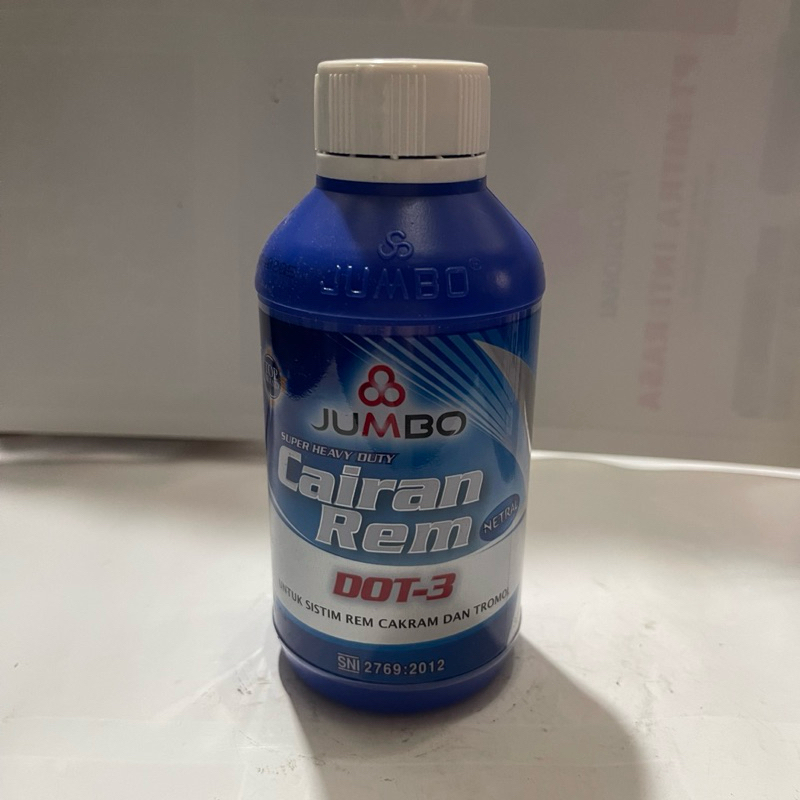 JUMBO
TOP
JUMBO
SUPER HEAVY DUTY
Cairan
Rem
NETRAL
DOT-3
UNTUK SISTIM REM CAKRAM DAN TROMOL
SNI 2769:2012